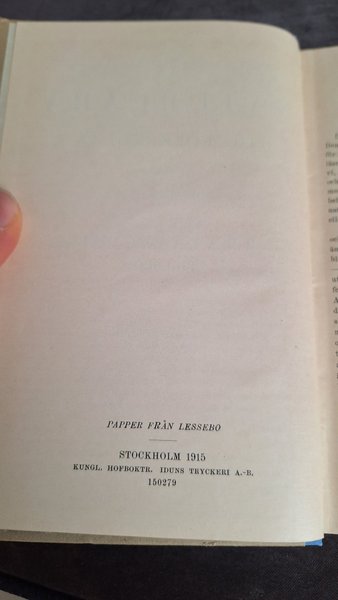 PAPPER FRÅN LESSEBO
STOCKHOLM 1915
KUNGL. HOFBOKTR. IDUNS TRYCKERI A.-B.
150279